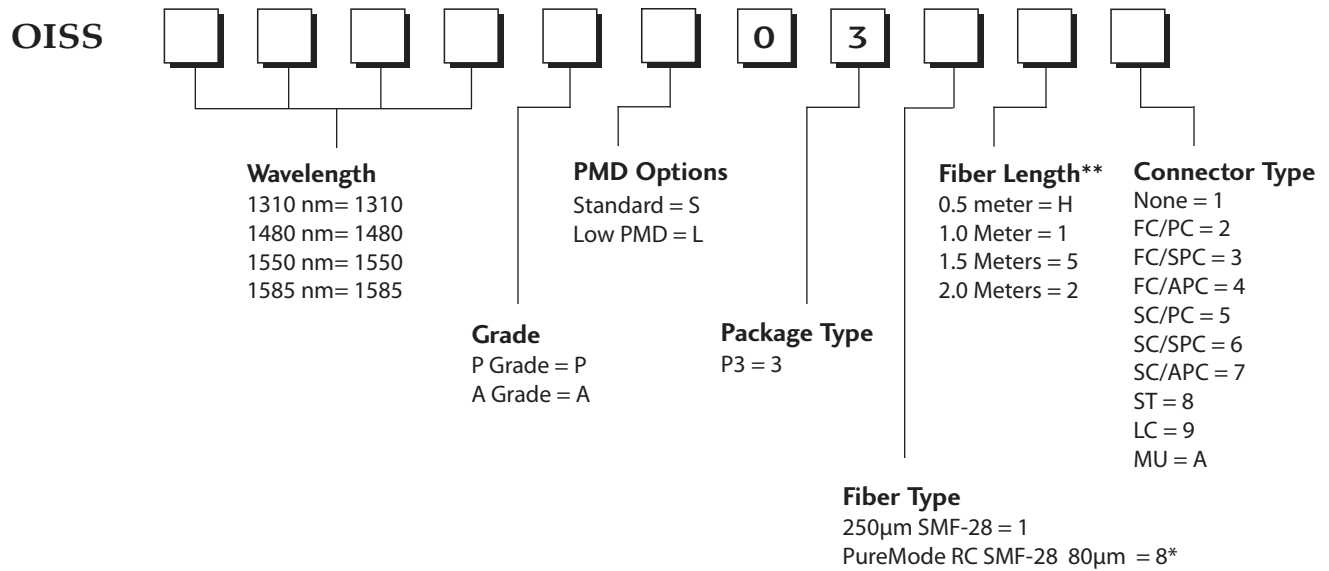 OISS 0 3
Wavelength
1310 nm= 1310
1480 nm= 1480
1550 nm= 1550
1585 nm= 1585
Grade
P Grade = P
A Grade = A
PMD Options
Standard = S
Low PMD = L
Package Type
P3 = 3
Fiber Type
250µm SMF-28 = 1
PureMode RC SMF-28 80µm = 8*
Fiber Length**
0.5 meter = H
1.0 Meter = 1
1.5 Meters = 5
2.0 Meters = 2
Connector Type
None = 1
FC/PC = 2
FC/SPC = 3
FC/APC = 4
SC/PC = 5
SC/SPC = 6
SC/APC = 7
ST = 8
LC = 9
MU = A